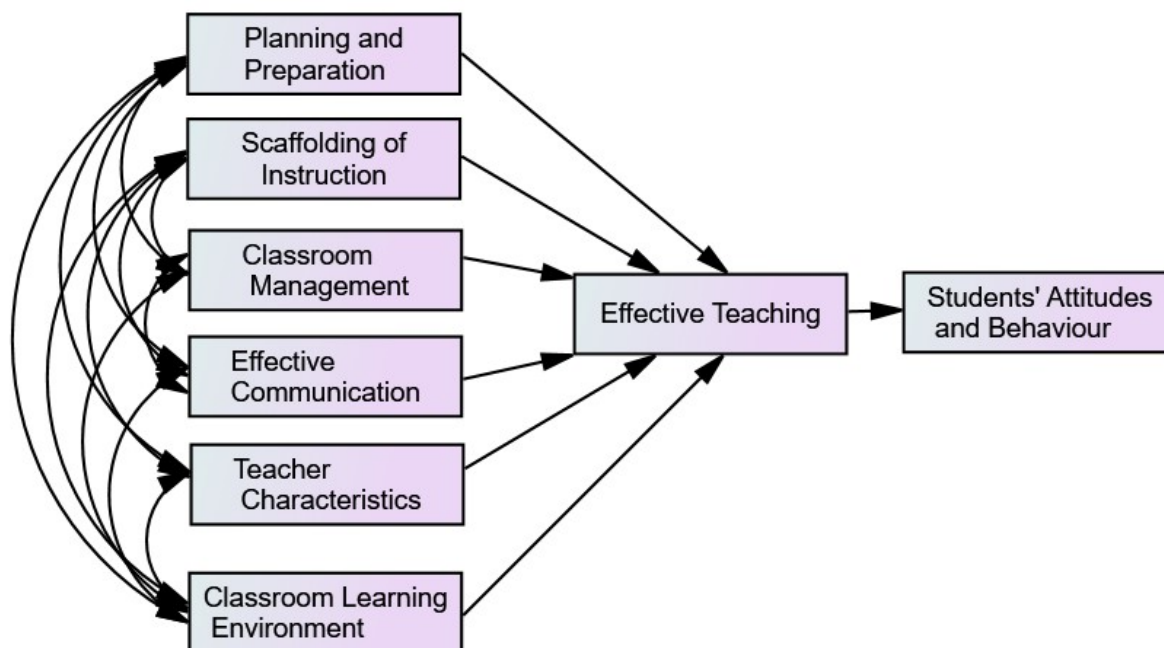 Planning and
Preparation
Scaffolding of
Instruction
Classroom
Management
Effective
Communication
Teacher
Characteristics
Classroom Learning
Environment
Effective Teaching
Students' Attitudes
and Behaviour